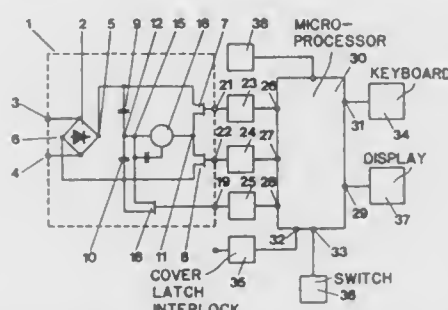 1 2 5 9 12 15 16 7 38 MICRO-
PROCESSOR
30
3 21 23 26 KEYBOARD
6 31
34
22 24 27
4 DISPLAY
19 25 28 29
37
32 33
10 16 11 8 35 SWITCH
COVER 36
LATCH
INTERLOCK